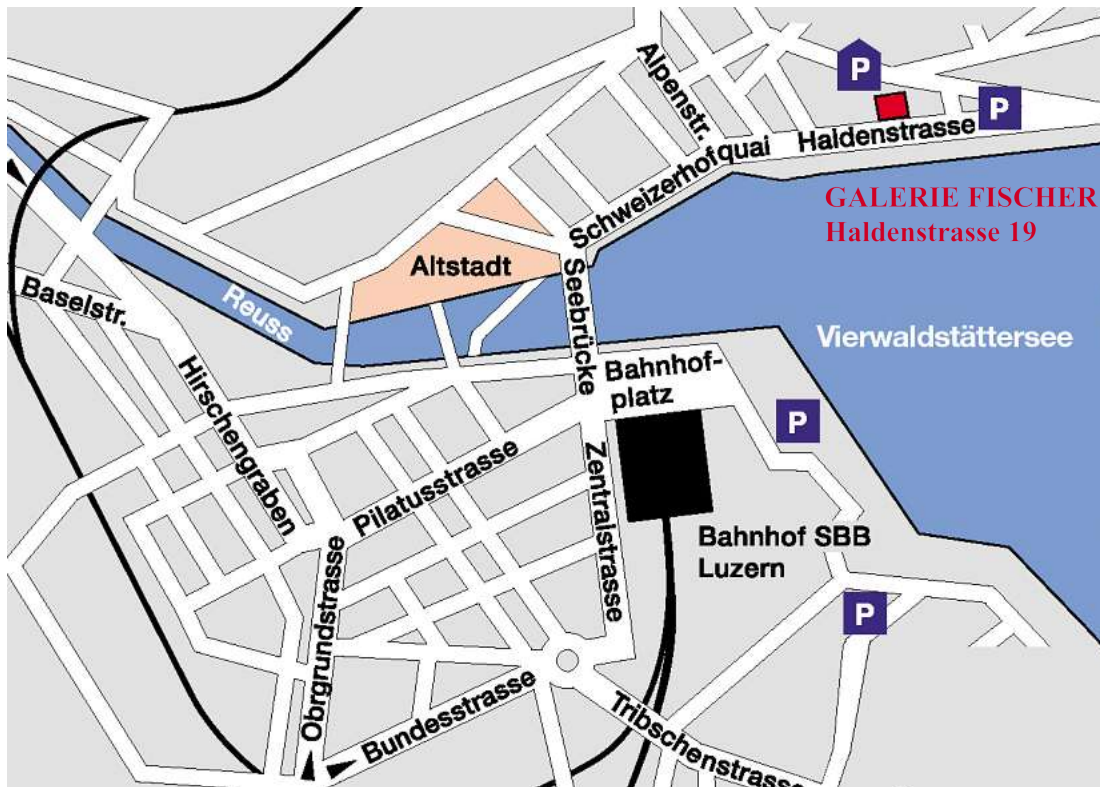 Alpenstr.
P
P
Haldenstrasse
Schweizerhofquai
GALERIE FISCHER
Haldenstrasse 19
Altstadt
Seebrücke
Baselstr.
Reuss
Vierwaldstättersee
Hirschengraben
Bahnhof-
platz
P
Pilatusstrasse
Zentralstrasse
Bahnhof SBB
Luzern
Obrgrundstrasse
P
Bundesstrasse
Tribschenstrasse